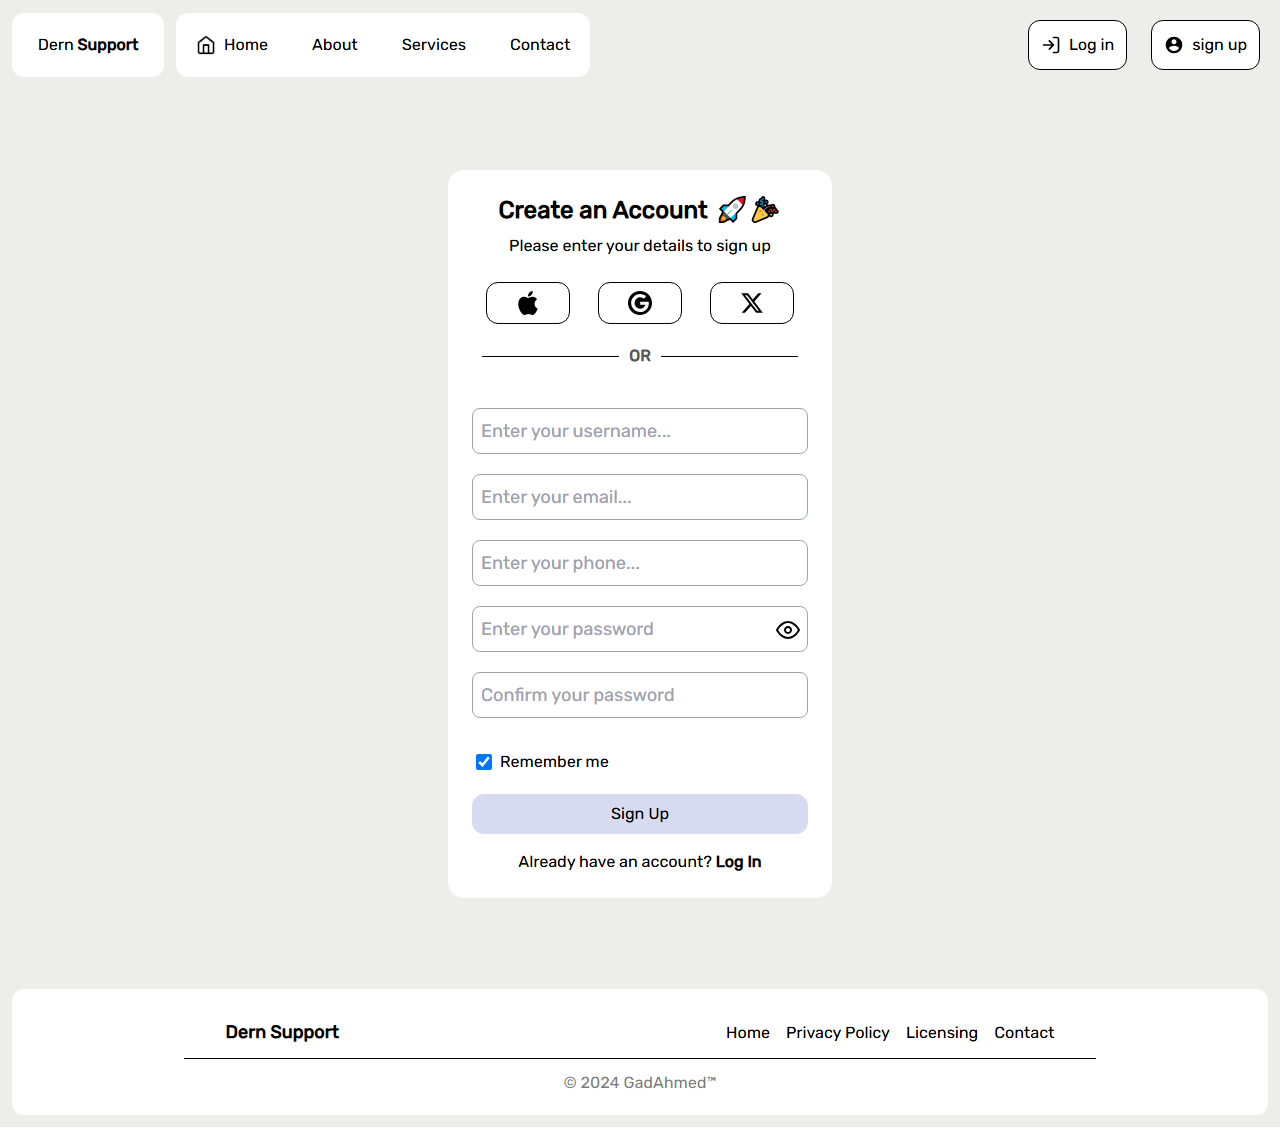 Dern Support
Home About Services Contact
Log in
sign up
Create an Account 🚀🎉
Please enter your details to sign up
OR
Enter your username...
Enter your email...
Enter your phone...
Enter your password
Confirm your password
Remember me
Sign Up
Already have an account? Log In
Dern Support
Home Privacy Policy Licensing Contact
© 2024 GadAhmed™